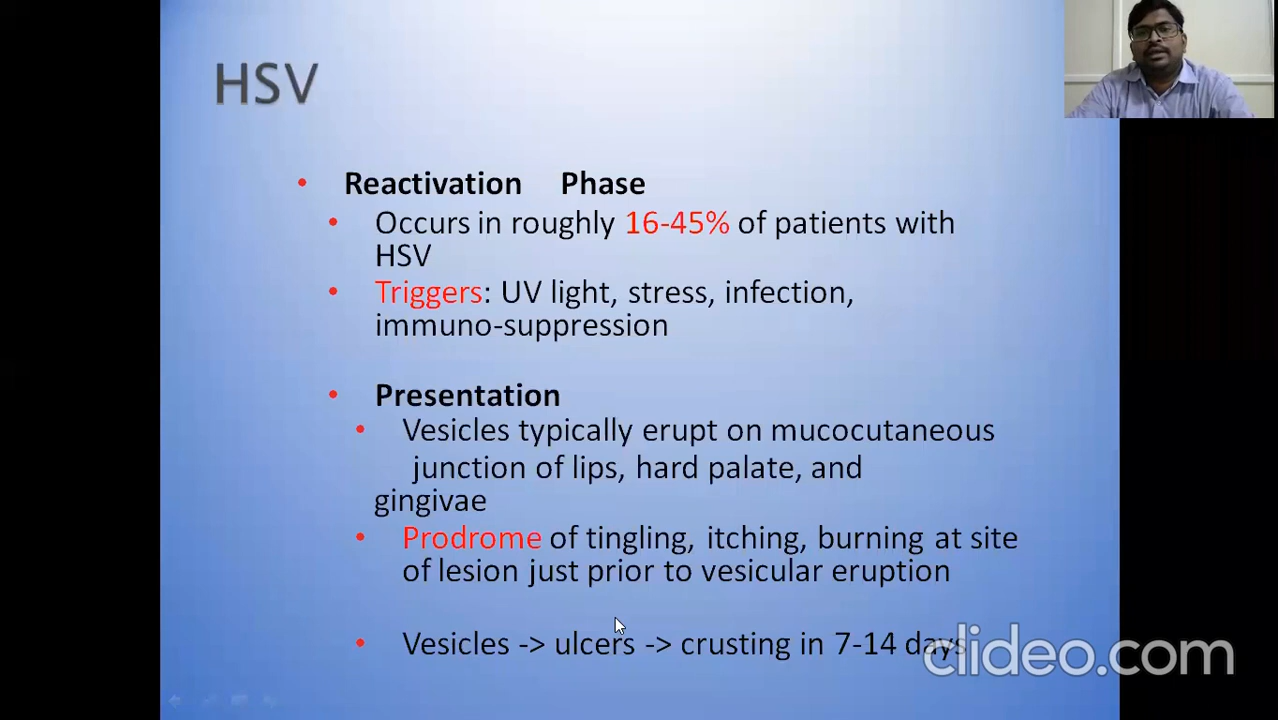 HSV
• Reactivation Phase
• Occurs in roughly 16-45% of patients with
HSV
• Triggers: UV light, stress, infection,
immuno-suppression
• Presentation
• Vesicles typically erupt on mucocutaneous
junction of lips, hard palate, and
gingivae
• Prodrome of tingling, itching, burning at site
of lesion just prior to vesicular eruption
• Vesicles -> ulcers -> crusting in 7-14 days
clideo.com